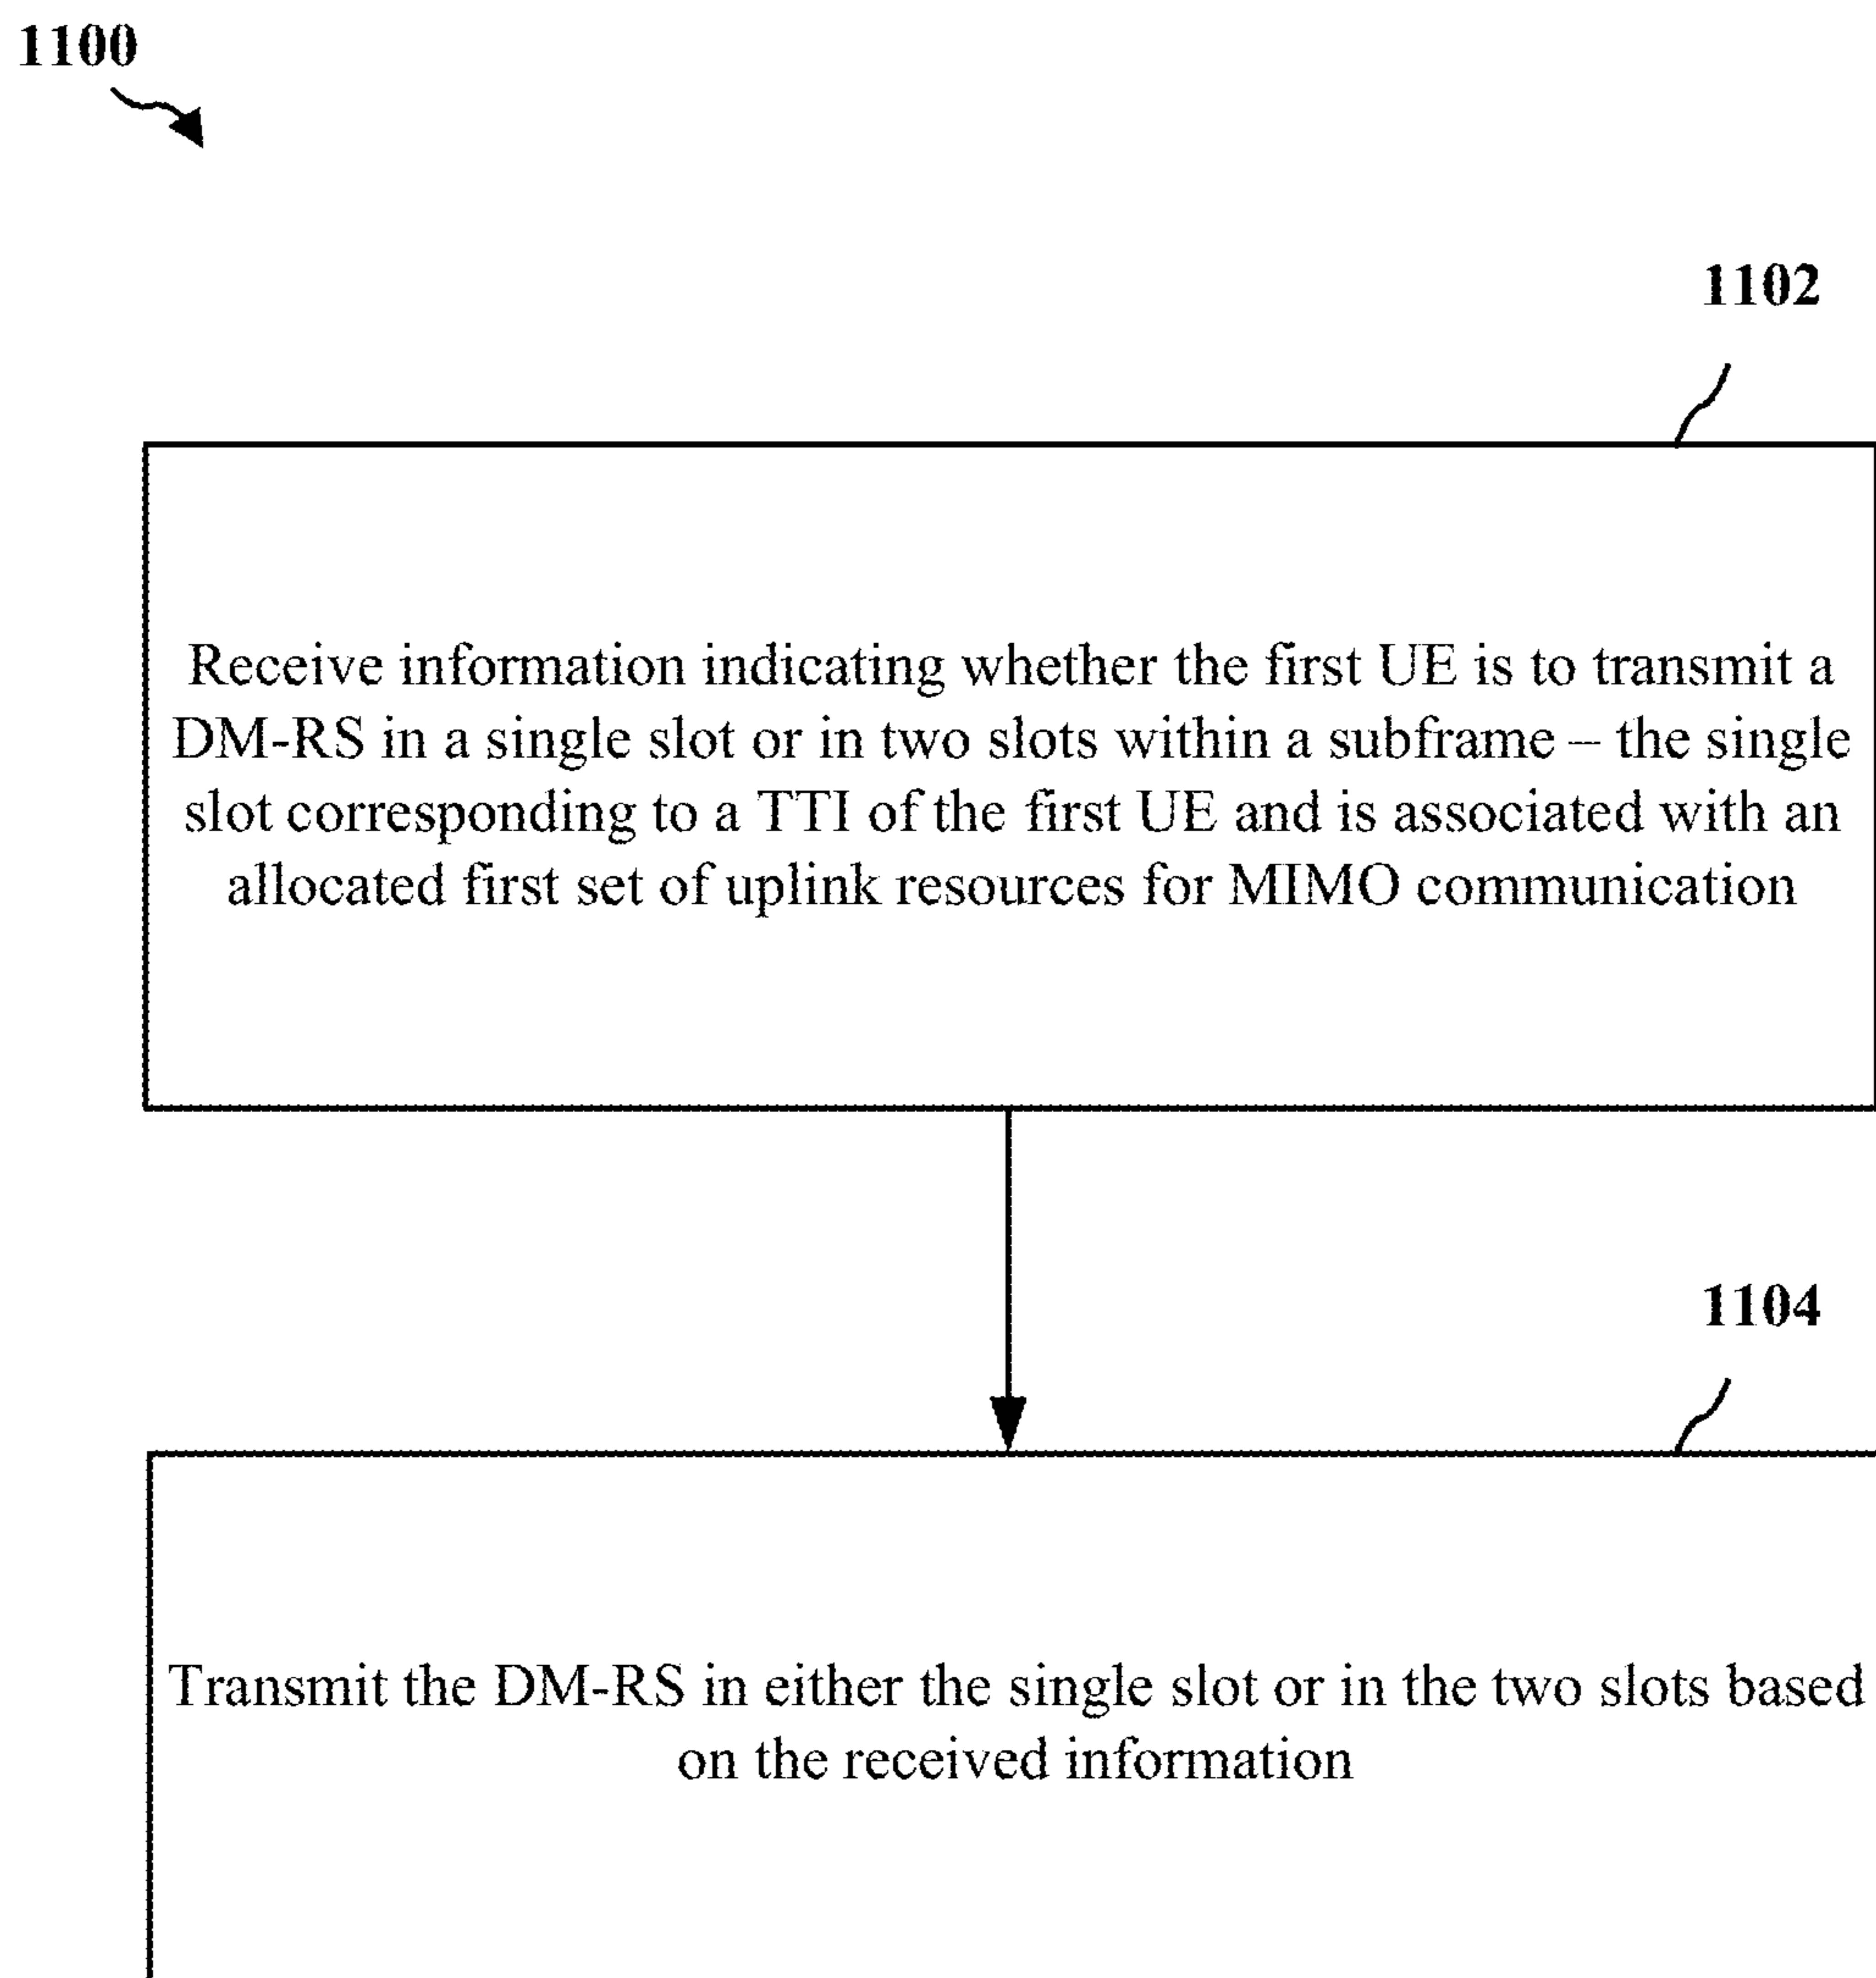 1100
1102
Receive information indicating whether the first UE is to transmit a
DM-RS in a single slot or in two slots within a subframe – the single
slot corresponding to a TTI of the first UE and is associated with an
allocated first set of uplink resources for MIMO communication
1104
Transmit the DM-RS in either the single slot or in the two slots based
on the received information